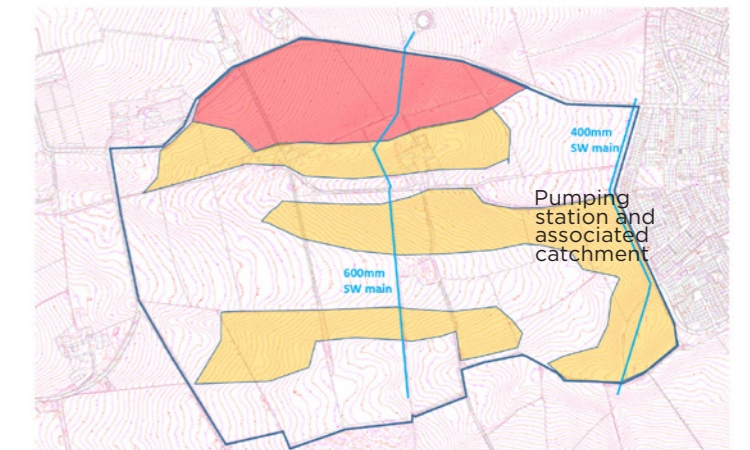 400mm
SW main
Pumping
station and
associated
catchment
600mm
SW main